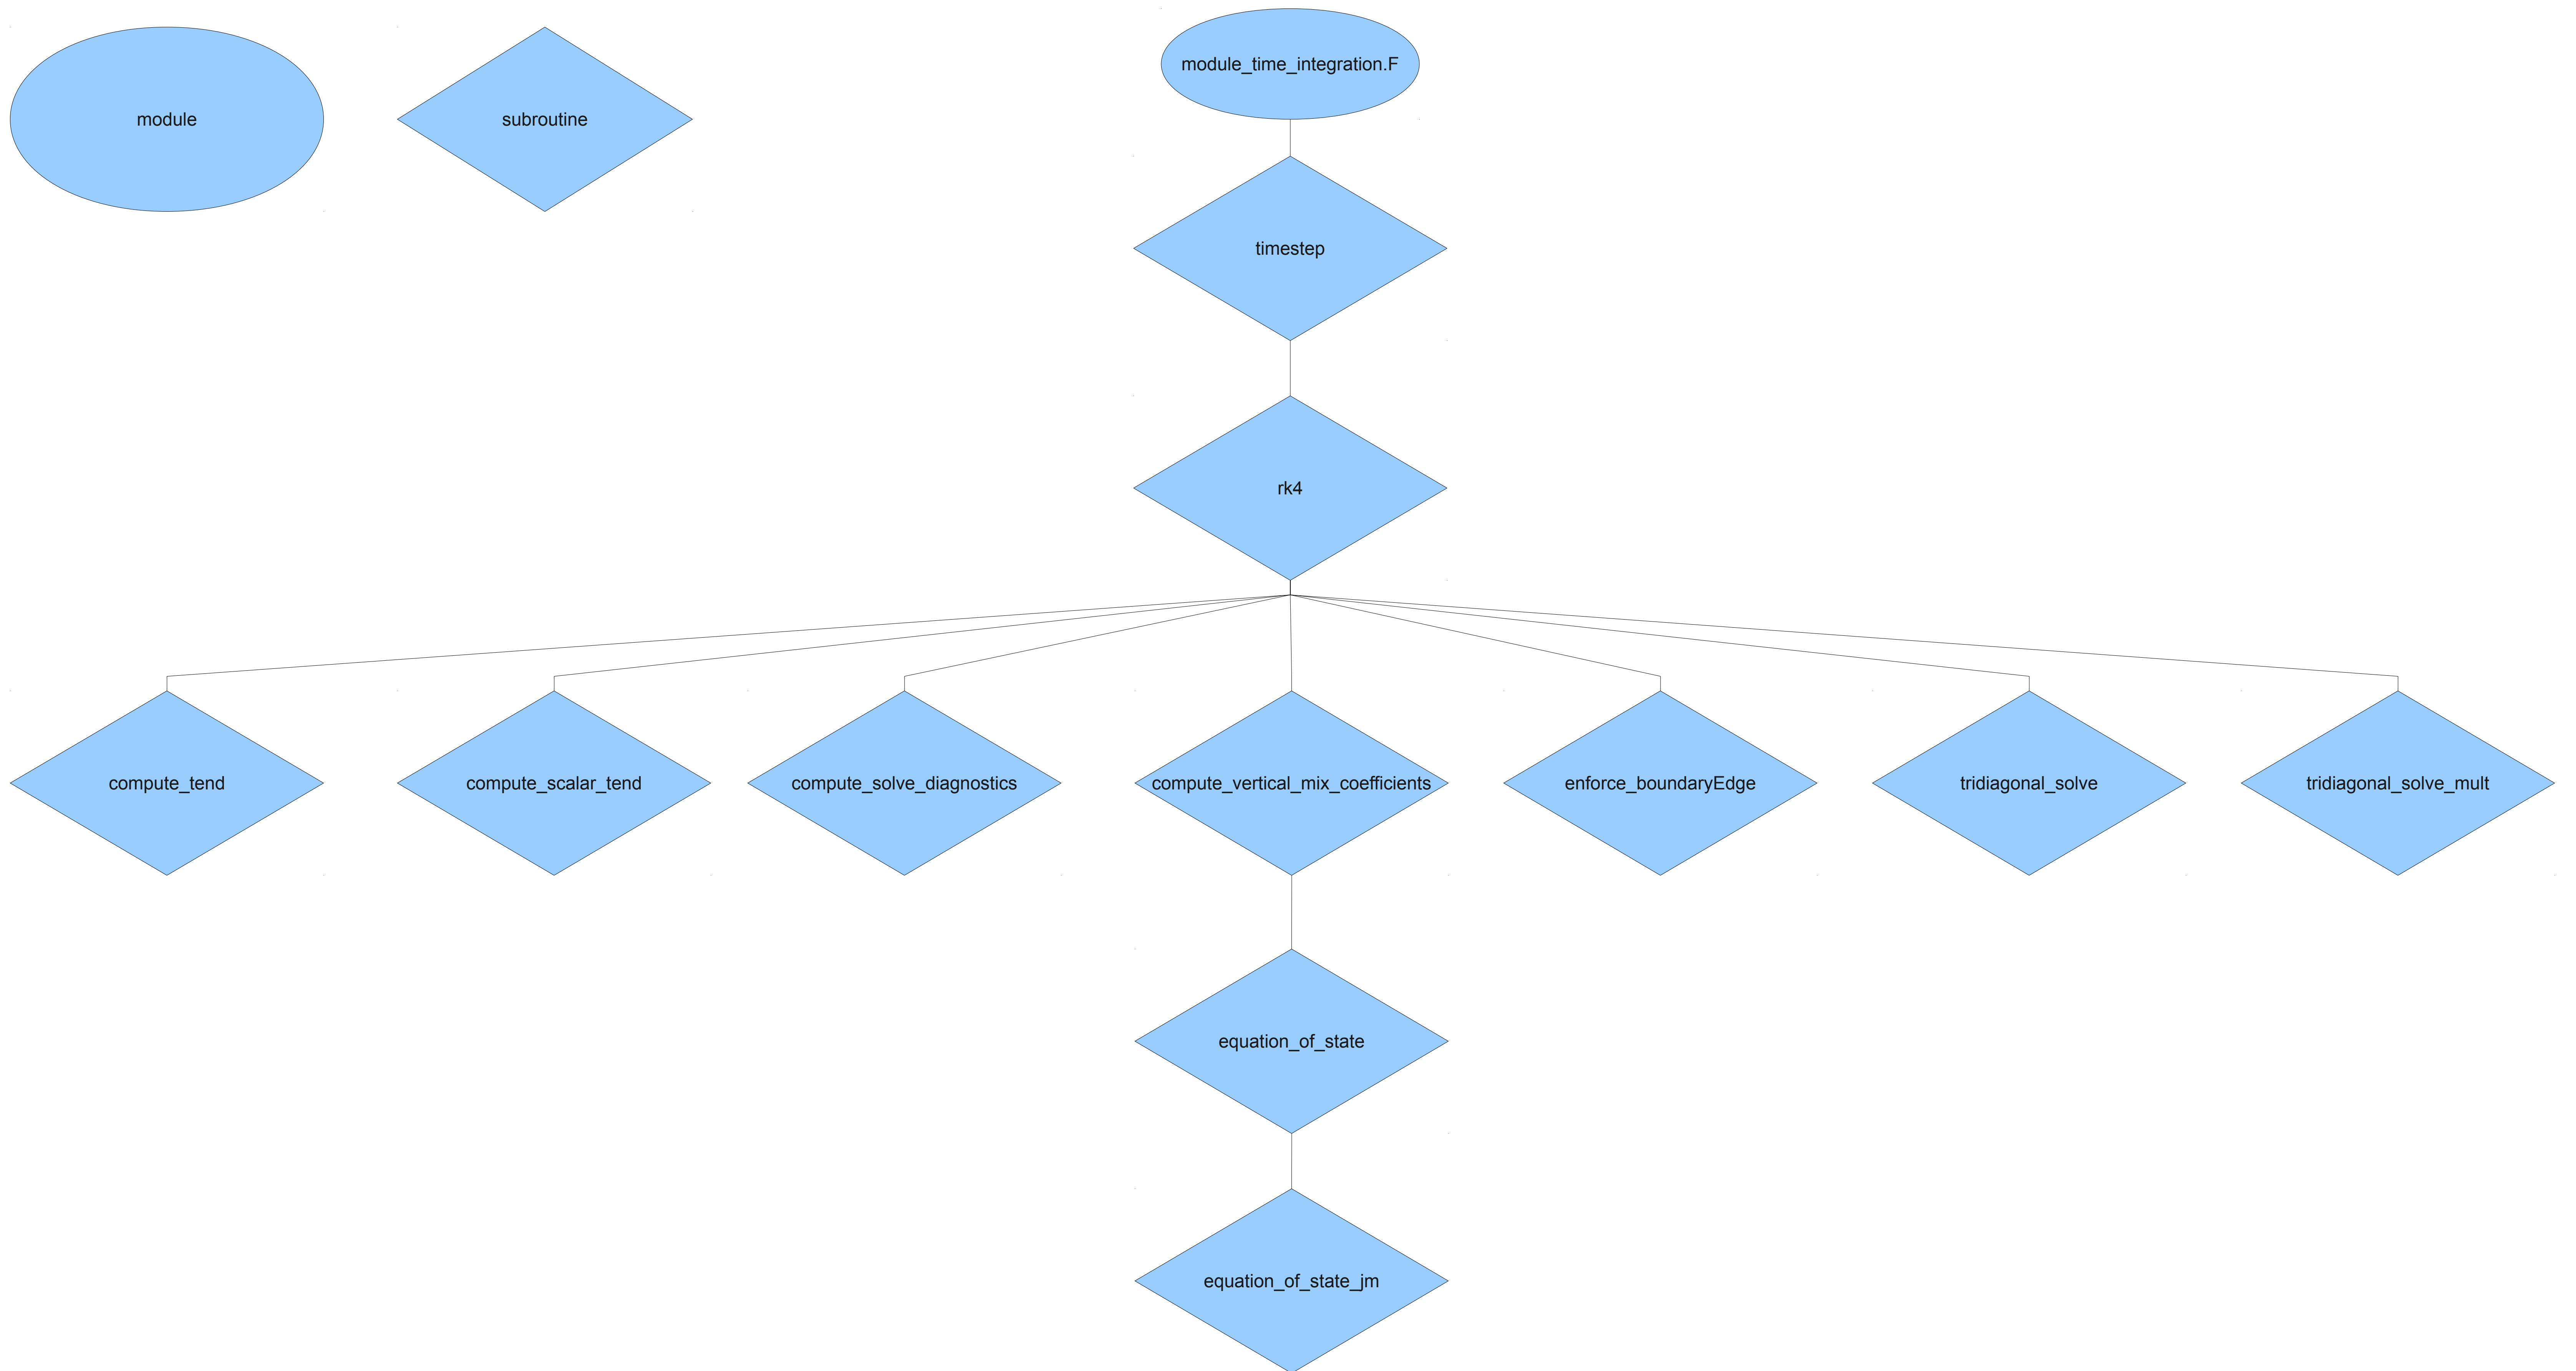 module_time_integration.F
module
subroutine
timestep
rk4
compute_tend
compute_scalar_tend
compute_solve_diagnostics
compute_vertical_mix_coefficients
enforce_boundaryEdge
tridiagonal_solve
tridiagonal_solve_mult
equation_of_state
equation_of_state_jm